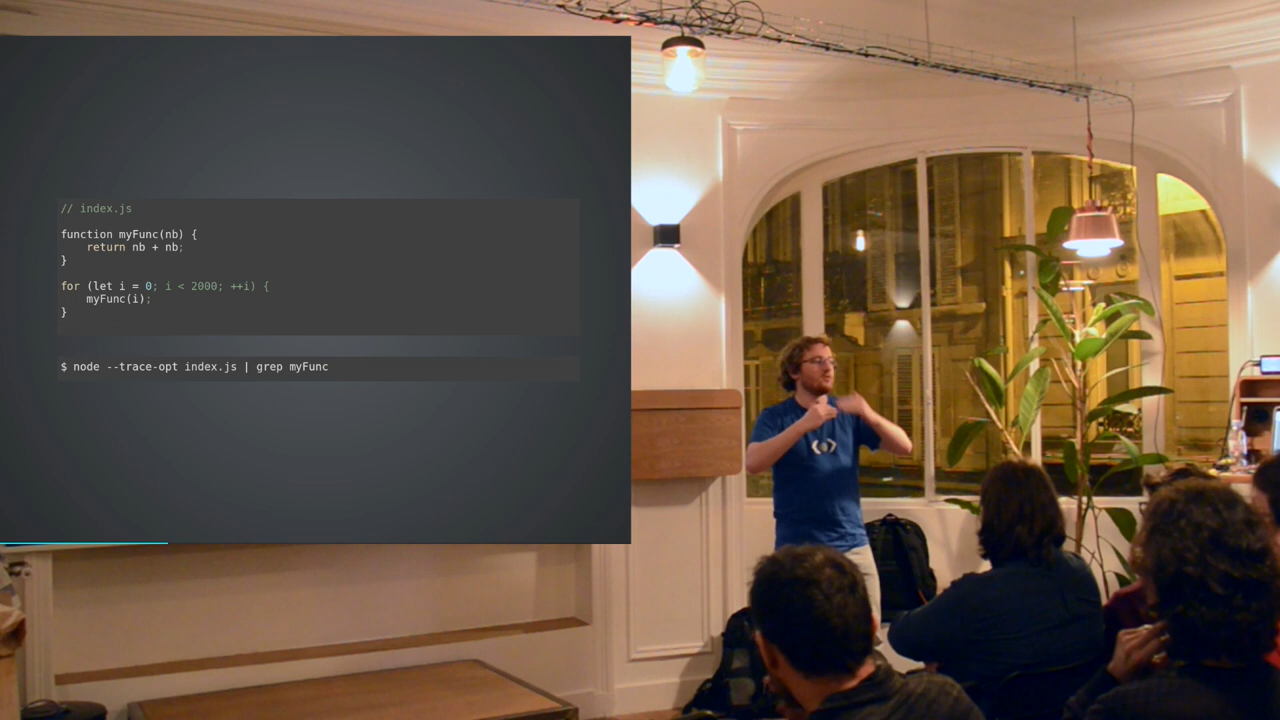 // index.js
function myFunc(nb) {
return nb + nb;
}
for (let i = 0; i < 2000; ++i) {
myFunc(i);
}
$ node --trace-opt index.js | grep myFunc